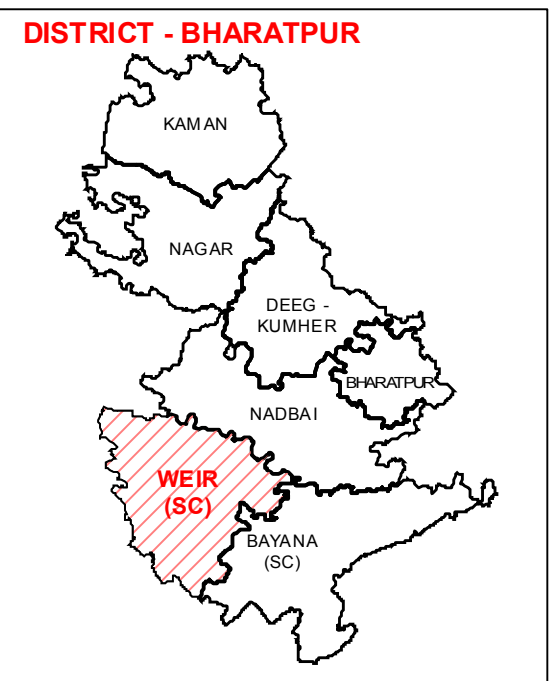 DISTRICT - BHARATPUR
KAMAN
NAGAR
DEEG -
KUMHER
BHARATPUR
NADBAI
WEIR
(SC)
BAYANA
(SC)